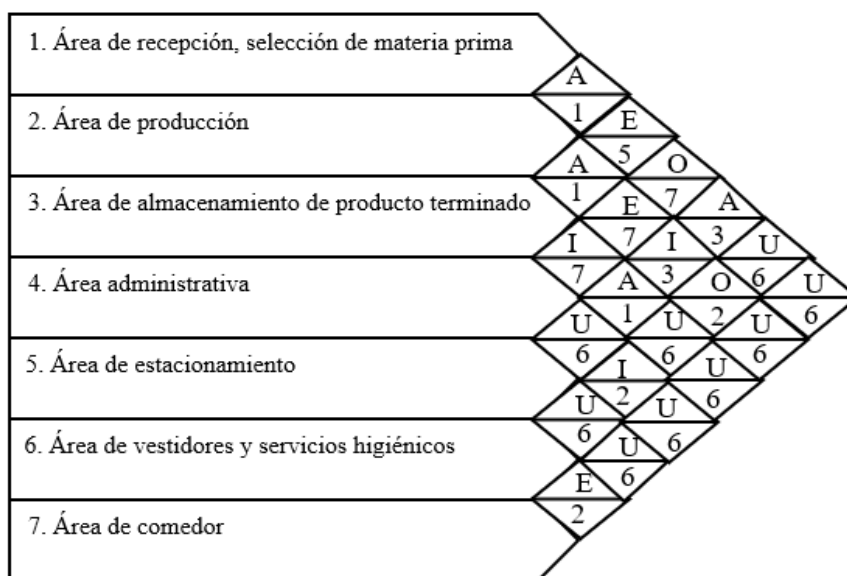 1. Área de recepción, selección de materia prima
A
1
E
2. Área de producción
5
A
O
1
7
3. Área de almacenamiento de producto terminado
E
A
7
3
I
I
U
7
3
6
4. Área administrativa
A
O
U
1
2
6
U
U
U
6
6
6
5. Área de estacionamiento
I
U
2
6
U
U
6
6
6. Área de vestidores y servicios higiénicos
U
6
E
2
7. Área de comedor